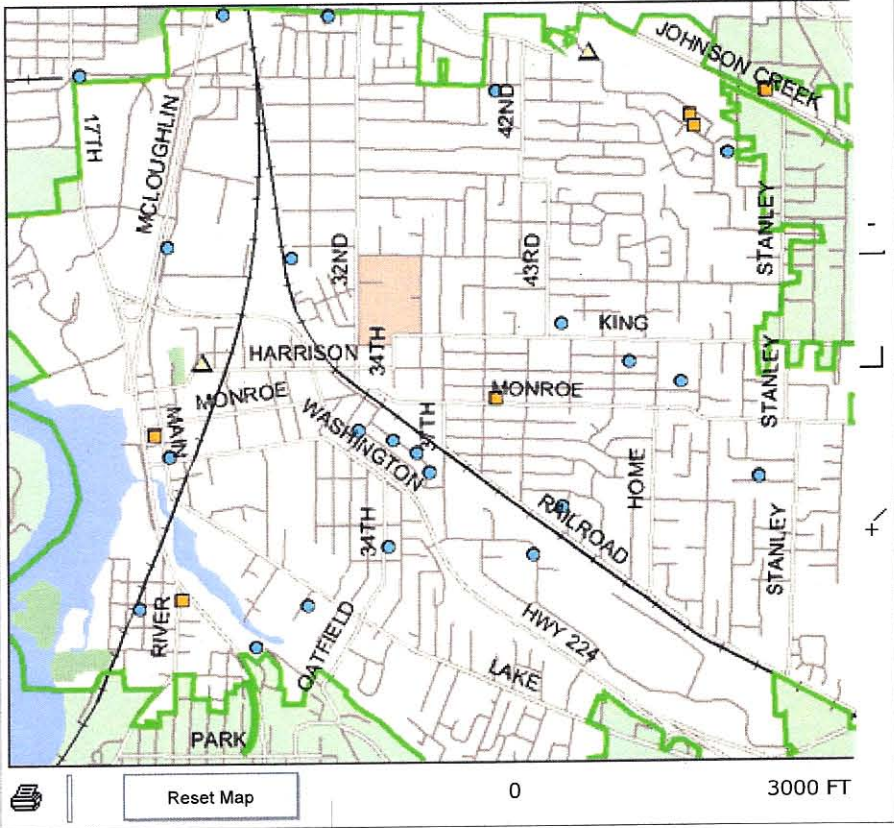 JOHNSON CREEK
17TH
MCLOUGHLIN
42ND
STANLEY
32ND
43RD
KING
HARRISON
34TH
STANLEY
MONROE
MONROE
MAIN
WASHINGTON
HOME
34TH
RAILROAD
STANLEY
RIVER
OATFIELD
HWY 224
LAKE
PARK
Reset Map
0
3000 FT